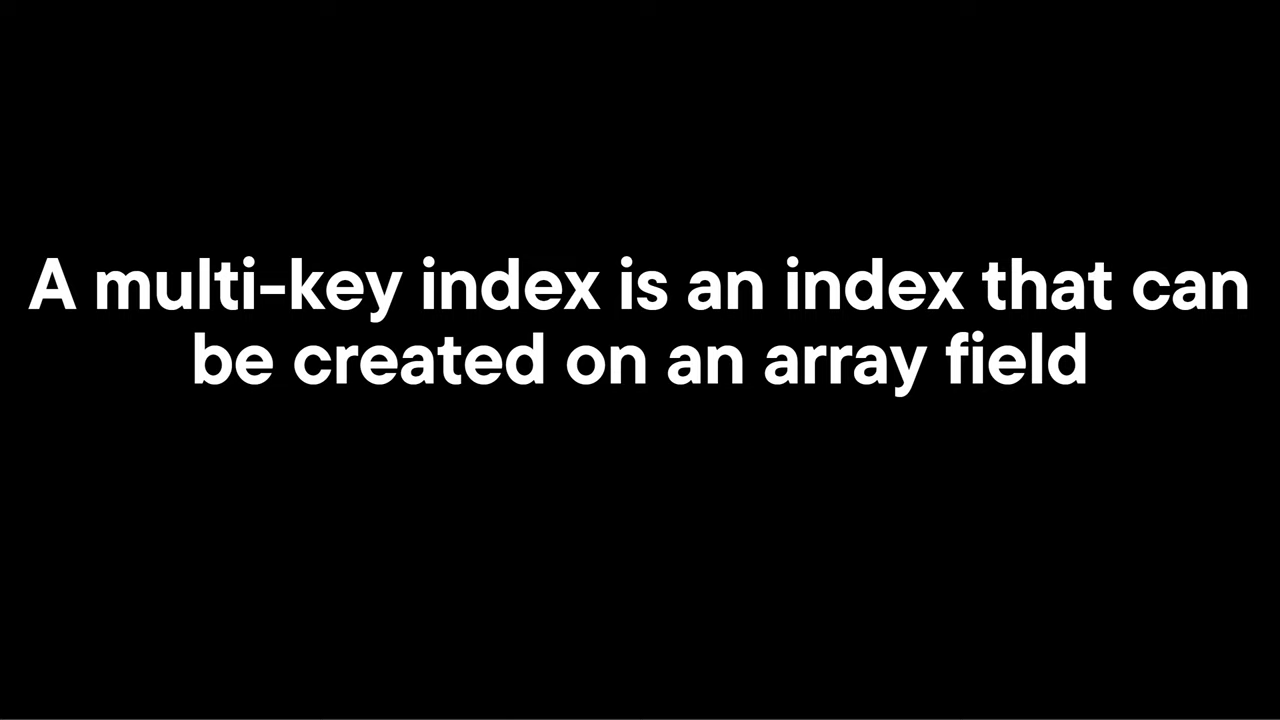 A multi-key index is an index that can
be created on an array field